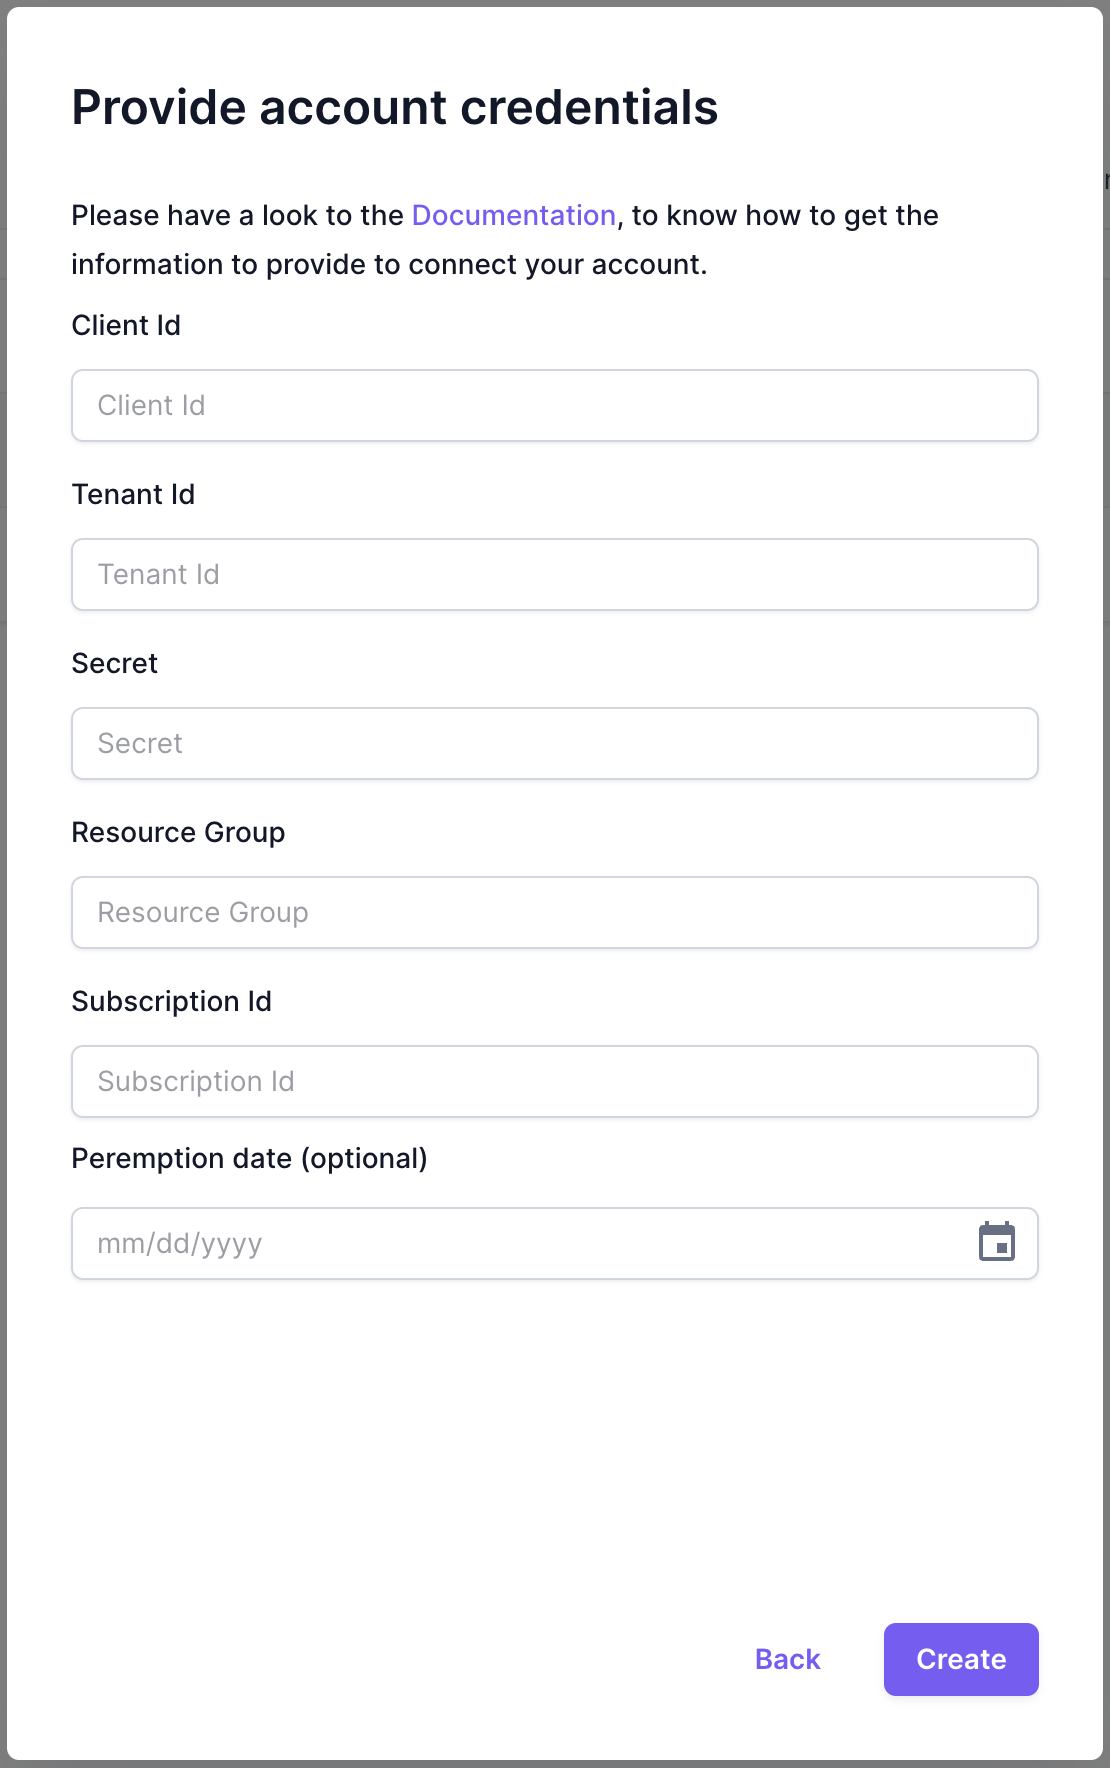 Provide account credentials
Please have a look to the Documentation, to know how to get the
information to provide to connect your account.
Client Id
Client Id
Tenant Id
Tenant Id
Secret
Secret
Resource Group
Resource Group
Subscription Id
Subscription Id
Peremption date (optional)
mm/dd/yyyy
Back
Create